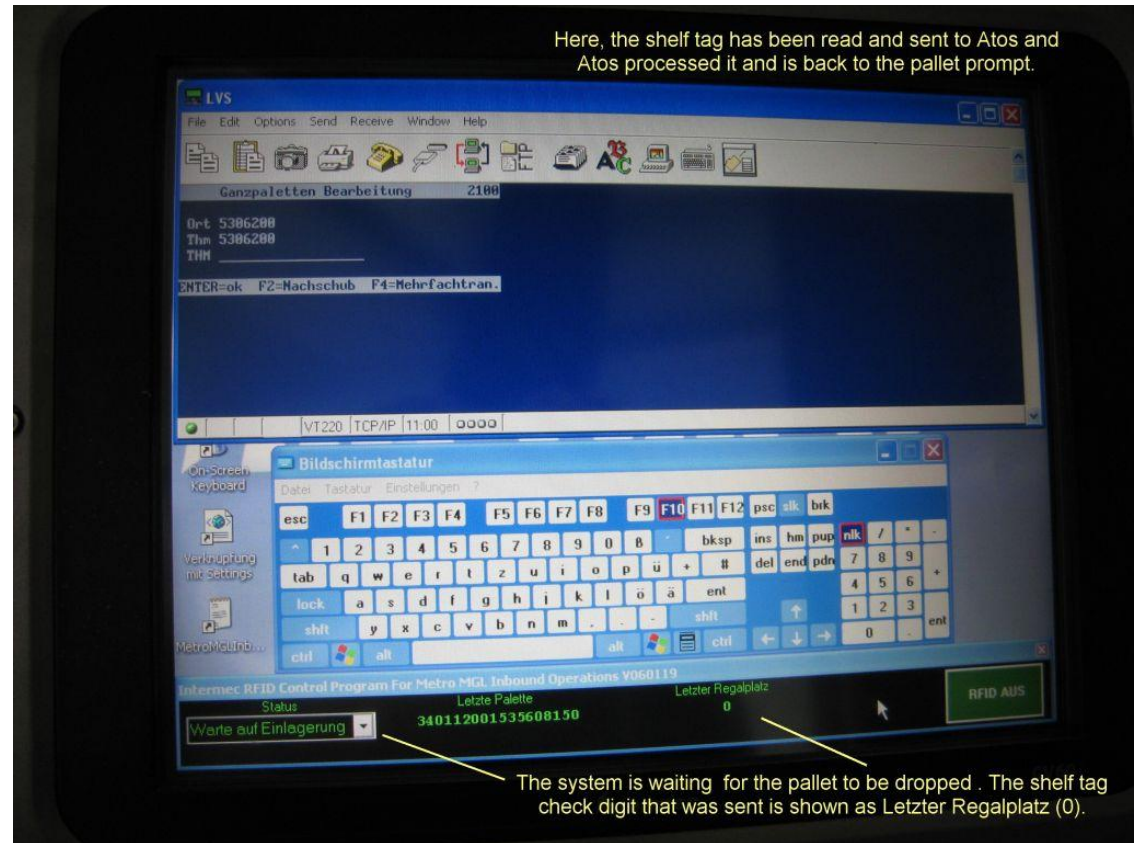 Here, the shelf tag has been read and sent to Atos and
Atos processed it and is back to the pallet prompt.
LVS
File Edit Options Send Receive Window Help
FTP
ABC
Ganzpaletten Bearbeitung 2100
Ort 5306200
Thm 5306200
THM
ENTER=ok F2=Nachschub F4=Mehrfachtran.
VT220 TCP/IP 11:00
On-Screen
Keyboard
Verknüpfung
mit Settings
MetroMGLInb...
Bildschirmtastatur
Datei Tastatur Einstellungen ?
esc F1 F2 F3 F4 F5 F6 F7 F8 F9 F10 F11 F12 psc slk brk
^ 1 2 3 4 5 6 7 8 9 0 ß ´ bksp ins hm pup nlk / * -
tab q w e r t z u i o p ü + # del end pdn 7 8 9 +
lock a s d f g h j k l ö ä ent 4 5 6
shft y x c v b n m , . - shft ↑ 1 2 3 ent
ctrl alt alt ctrl ← ↓ → 0 .
Intermec RFID Control Program For Metro MGL Inbound Operations V060119
Status Letzte Palette Letzter Regalplatz
Warte auf Einlagerung 340112001535608150 0 RFID AUS
The system is waiting for the pallet to be dropped . The shelf tag
check digit that was sent is shown as Letzter Regalplatz (0).